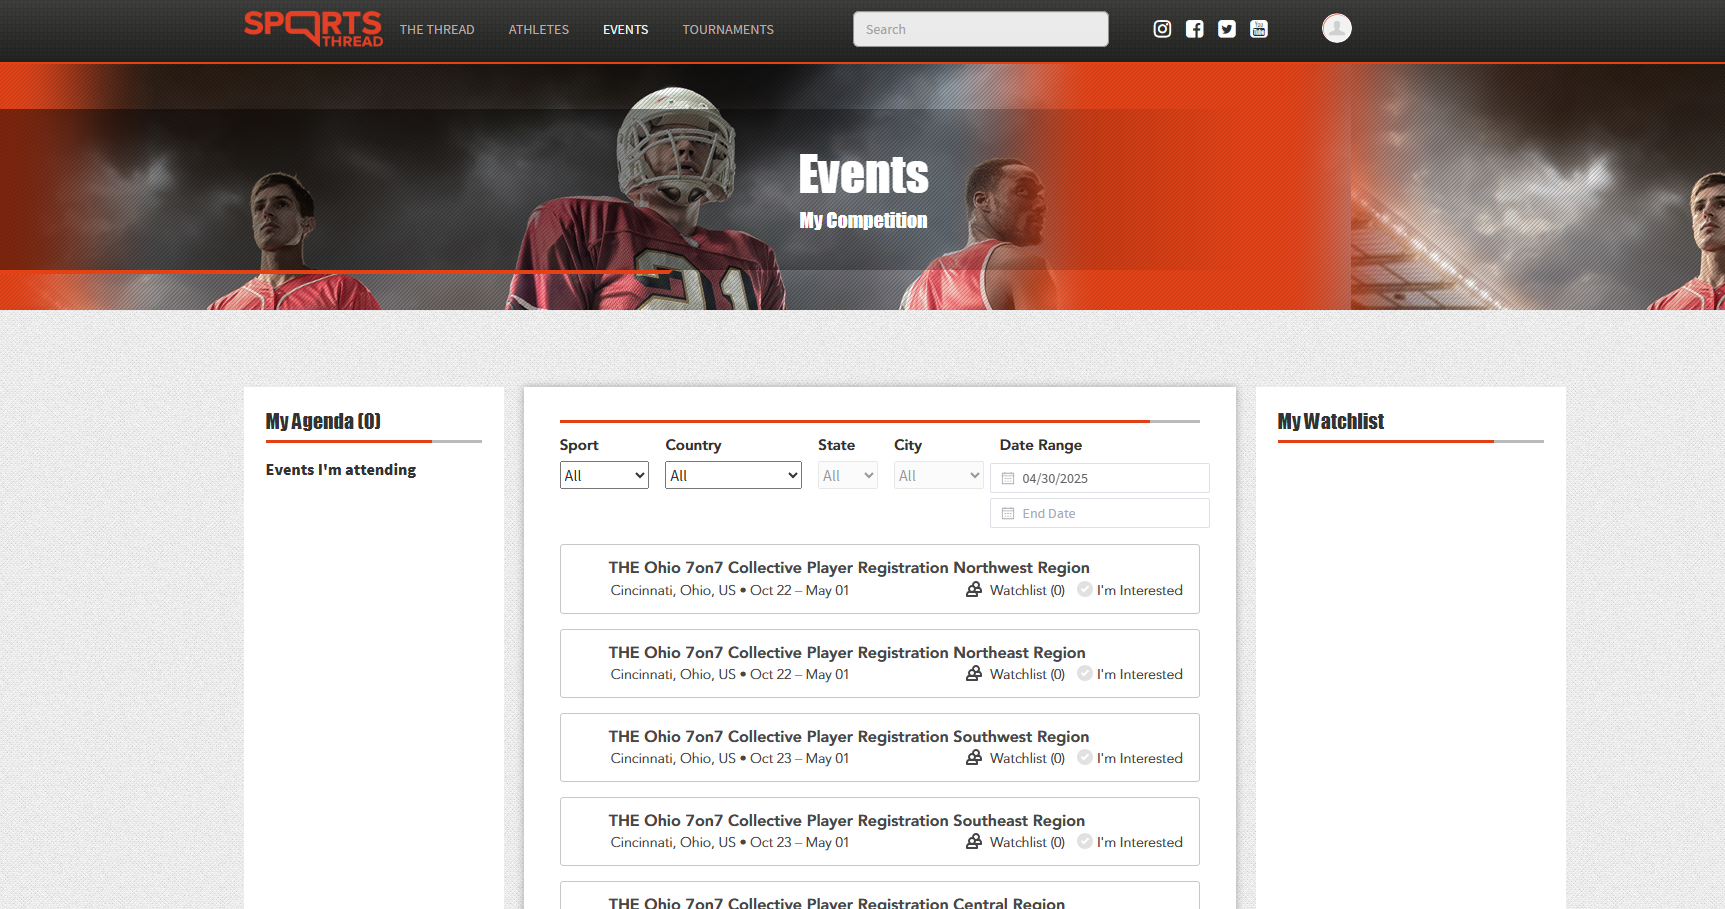 SPORTS THREAD
THE THREAD
ATHLETES
EVENTS
TOURNAMENTS
Search
You Tube
Events
My Competition
My Agenda (0)
Events I'm attending
Sport
Country
State
City
Date Range
All
All
All
All
04/30/2025
End Date
THE Ohio 7on7 Collective Player Registration Northwest Region
Cincinnati, Ohio, US • Oct 22 – May 01
Watchlist (0)
I'm Interested
THE Ohio 7on7 Collective Player Registration Northeast Region
Cincinnati, Ohio, US • Oct 22 – May 01
Watchlist (0)
I'm Interested
THE Ohio 7on7 Collective Player Registration Southwest Region
Cincinnati, Ohio, US • Oct 23 – May 01
Watchlist (0)
I'm Interested
THE Ohio 7on7 Collective Player Registration Southeast Region
Cincinnati, Ohio, US • Oct 23 – May 01
Watchlist (0)
I'm Interested
THE Ohio 7on7 Collective Player Registration Central Region
My Watchlist